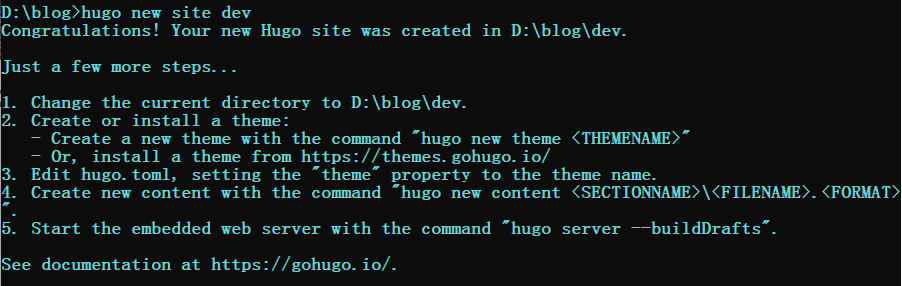 D:\blog>hugo new site dev
Congratulations! Your new Hugo site was created in D:\blog\dev.
Just a few more steps...
1. Change the current directory to D:\blog\dev.
2. Create or install a theme:
   - Create a new theme with the command "hugo new theme <THEMENAME>"
   - Or, install a theme from https://themes.gohugo.io/
3. Edit hugo.toml, setting the "theme" property to the theme name.
4. Create new content with the command "hugo new content <SECTIONNAME>\<FILENAME>.<FORMAT>
".
5. Start the embedded web server with the command "hugo server --buildDrafts".
See documentation at https://gohugo.io/.